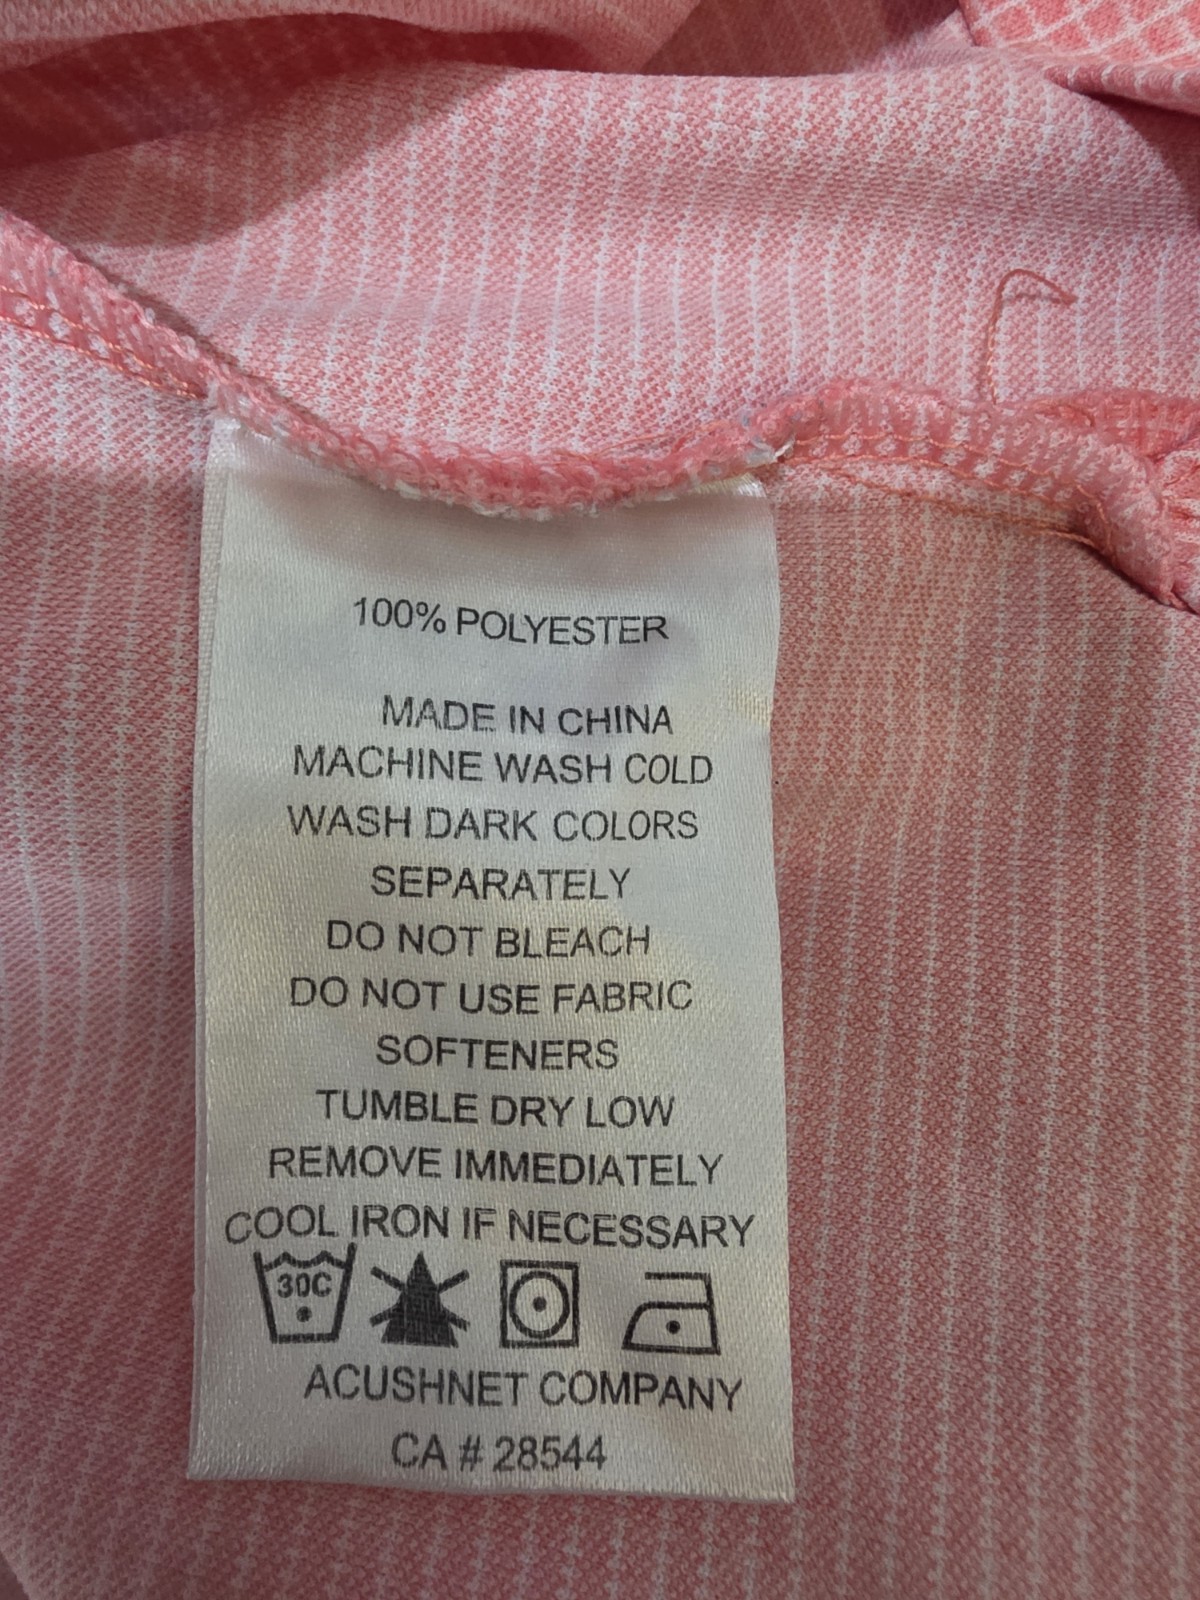 100% POLYESTER
MADE IN CHINA
MACHINE WASH COLD
WASH DARK COLORS
SEPARATELY
DO NOT BLEACH
DO NOT USE FABRIC
SOFTENERS
TUMBLE DRY LOW
REMOVE IMMEDIATELY
COOL IRON IF NECESSARY
30C
ACUSHNET COMPANY
CA # 28544